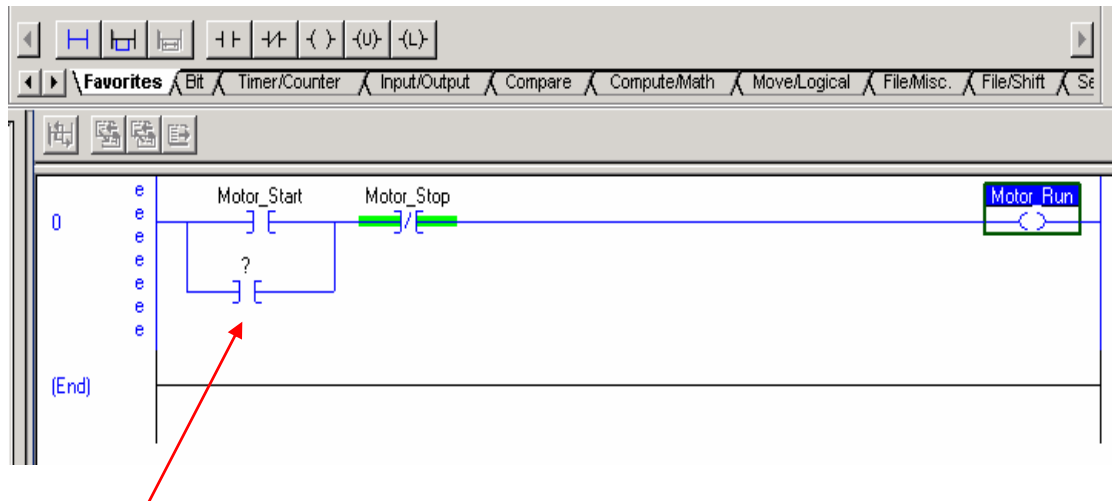 (U) (L)
Favorites Bit Timer/Counter Input/Output Compare Compute/Math Move/Logical File/Misc. File/Shift Se
Motor_Start Motor_Stop Motor_Run
0
e
e
e
e
e
e
e
?
(End)